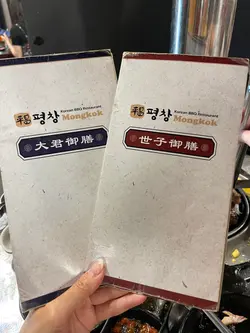 평창
Korean BBQ Restaurant
Mongkok
大君御膳
평창
Korean BBQ Restaurant
Mongkok
世子御膳